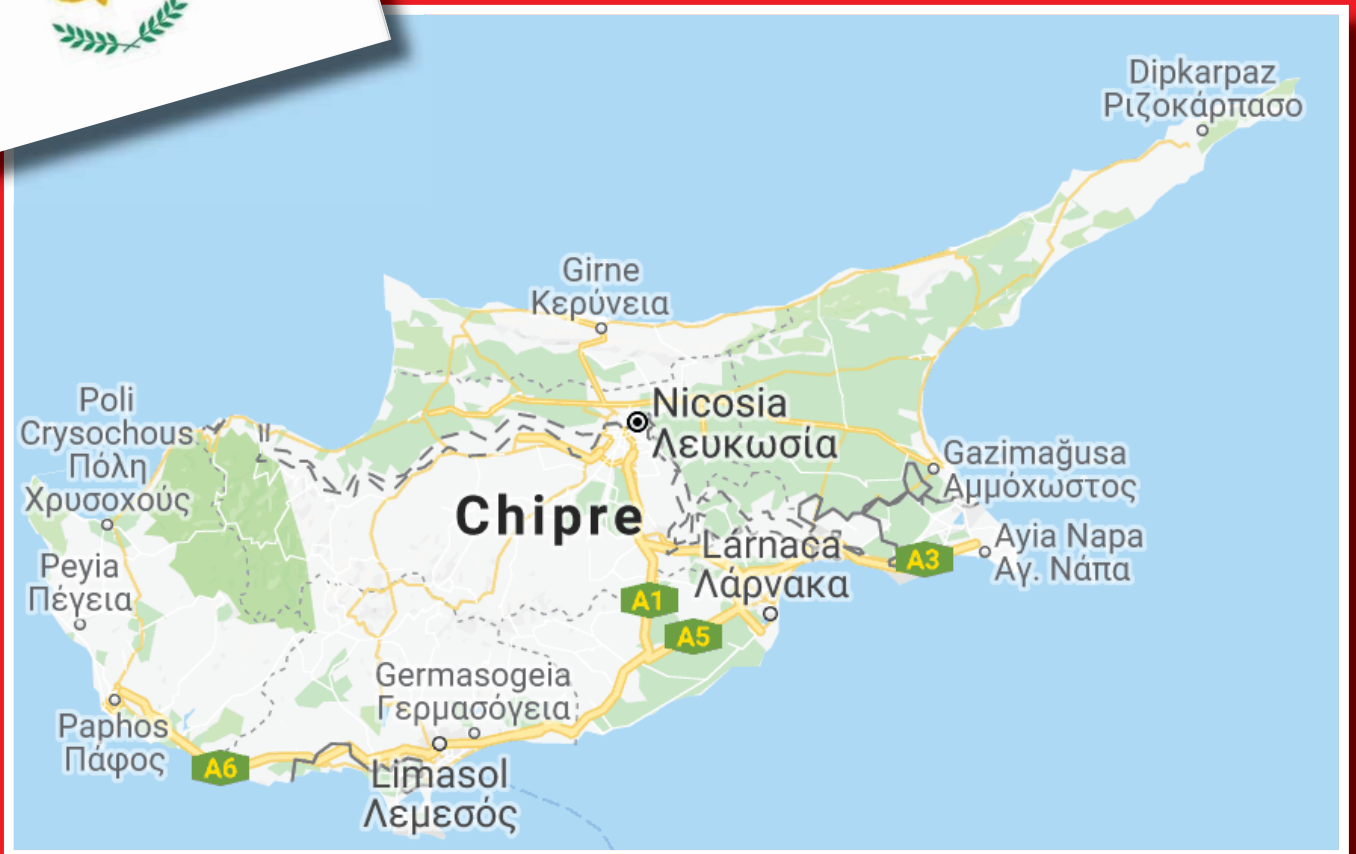 Dipkarpaz
Ριζοκάρπασο
Girne
Κερύνεια
Poli
Crysochous
Πόλη
Χρυσοχούς
Nicosia
Λευκωσία
Gazimağusa
Αμμόχωστος
Chipre
Ayia Napa
Αγ. Νάπα
Lárnaca
Λάρνακα
A3
Peyia
Πέγεια
A1
A5
Germasogeia
Γερμασόγεια
Paphos
Πάφος
A6
Limasol
Λεμεσός